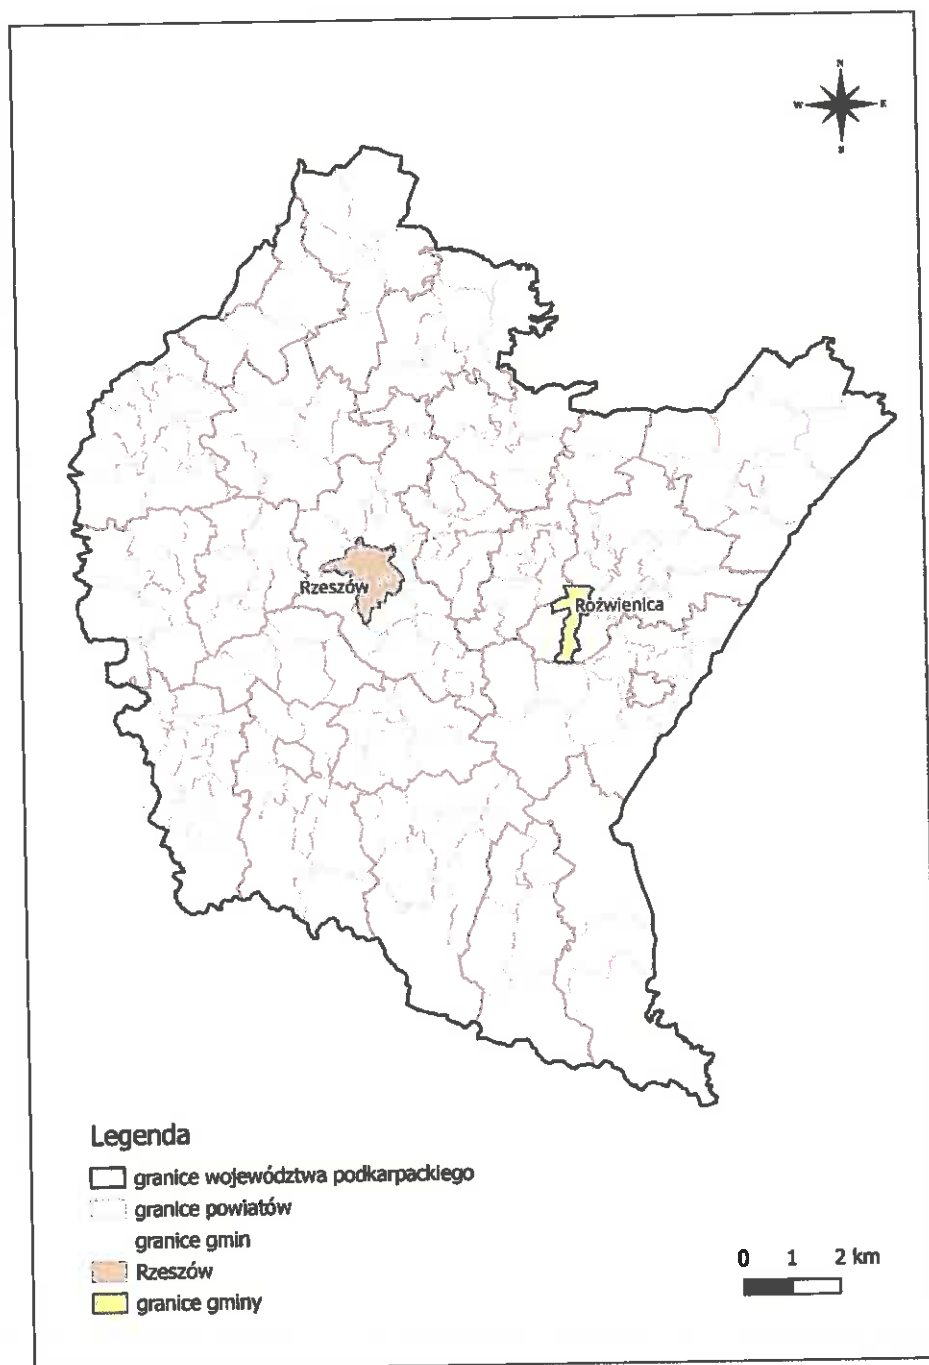 N
W E
S
Rzeszów
Roźwienica
Legenda
granice województwa podkarpackiego
granice powiatów
granice gmin
Rzeszów
granice gminy
0 1 2 km